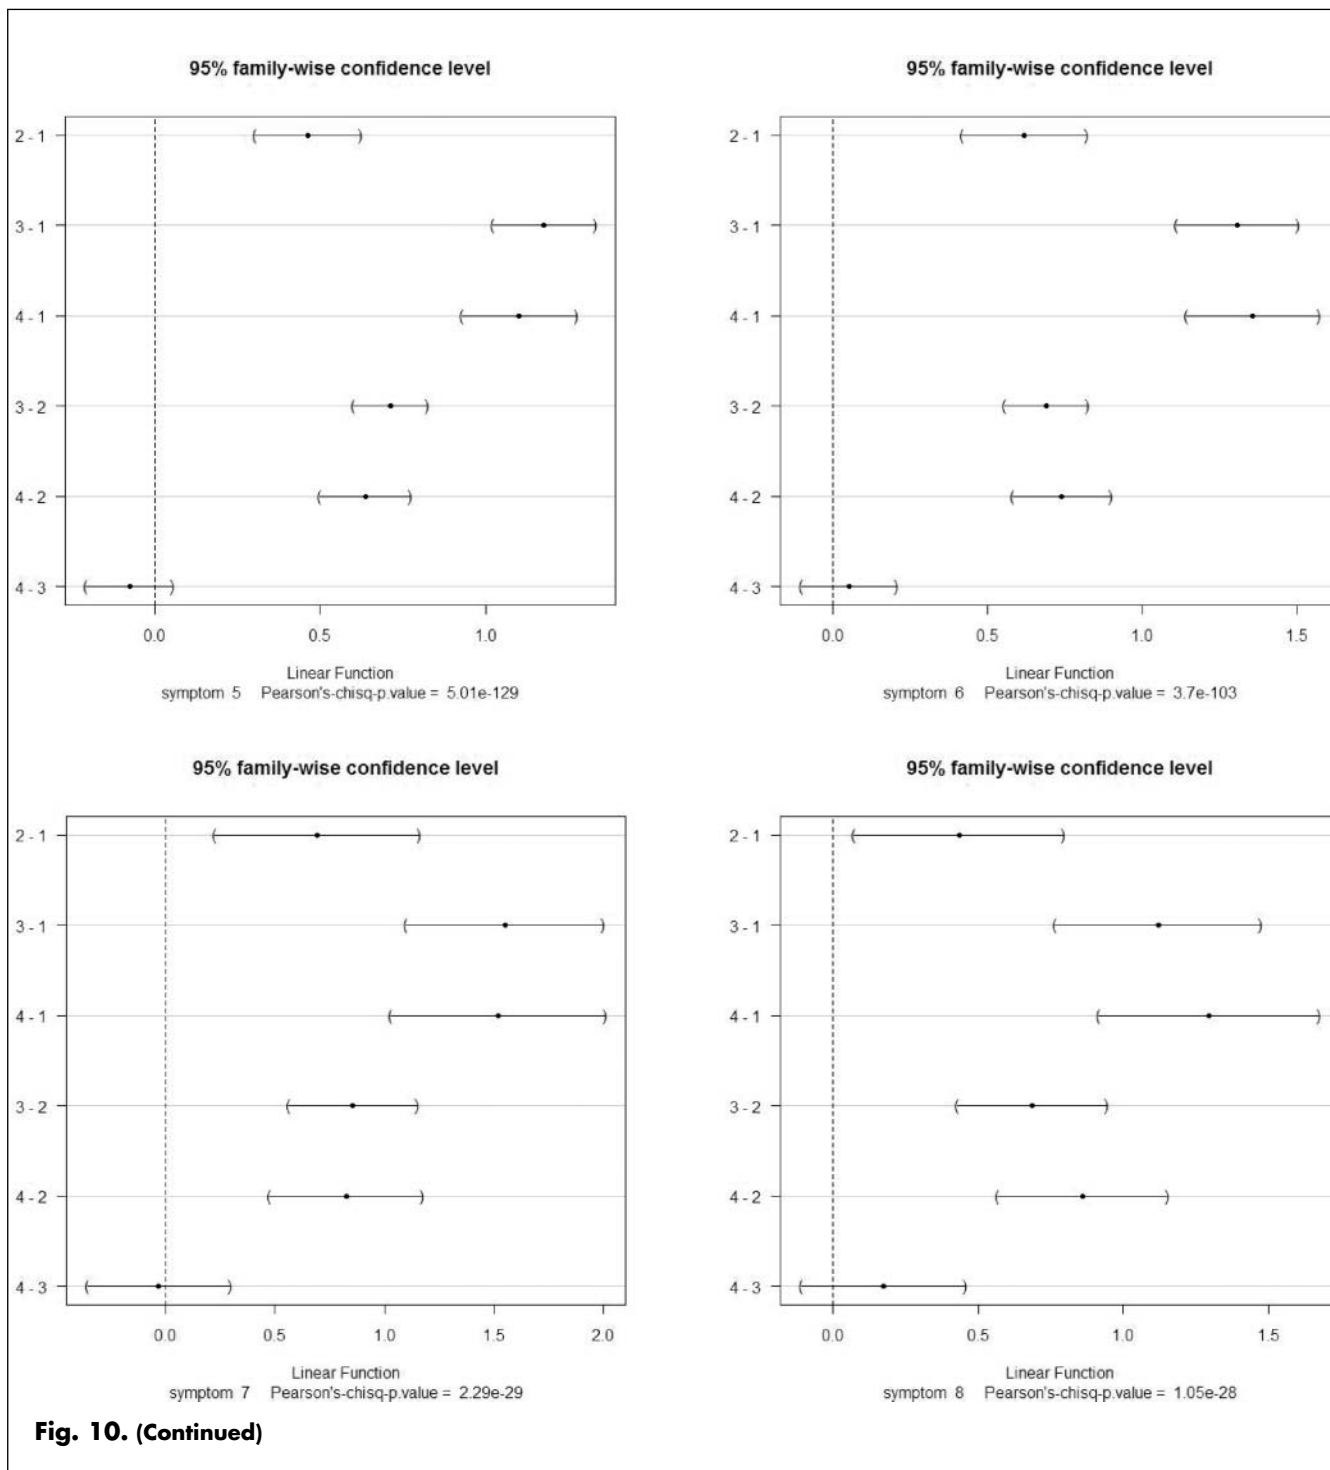 95% family-wise confidence level
2 - 1
3 - 1
4 - 1
3 - 2
4 - 2
4 - 3
0.0 0.5 1.0
Linear Function
symptom 5 Pearson's-chisq-p.value = 5.01e-129
95% family-wise confidence level
2 - 1
3 - 1
4 - 1
3 - 2
4 - 2
4 - 3
0.0 0.5 1.0 1.5
Linear Function
symptom 6 Pearson's-chisq-p.value = 3.7e-103
95% family-wise confidence level
2 - 1
3 - 1
4 - 1
3 - 2
4 - 2
4 - 3
0.0 0.5 1.0 1.5 2.0
Linear Function
symptom 7 Pearson's-chisq-p.value = 2.29e-29
95% family-wise confidence level
2 - 1
3 - 1
4 - 1
3 - 2
4 - 2
4 - 3
0.0 0.5 1.0 1.5
Linear Function
symptom 8 Pearson's-chisq-p.value = 1.05e-28
Fig. 10. (Continued)